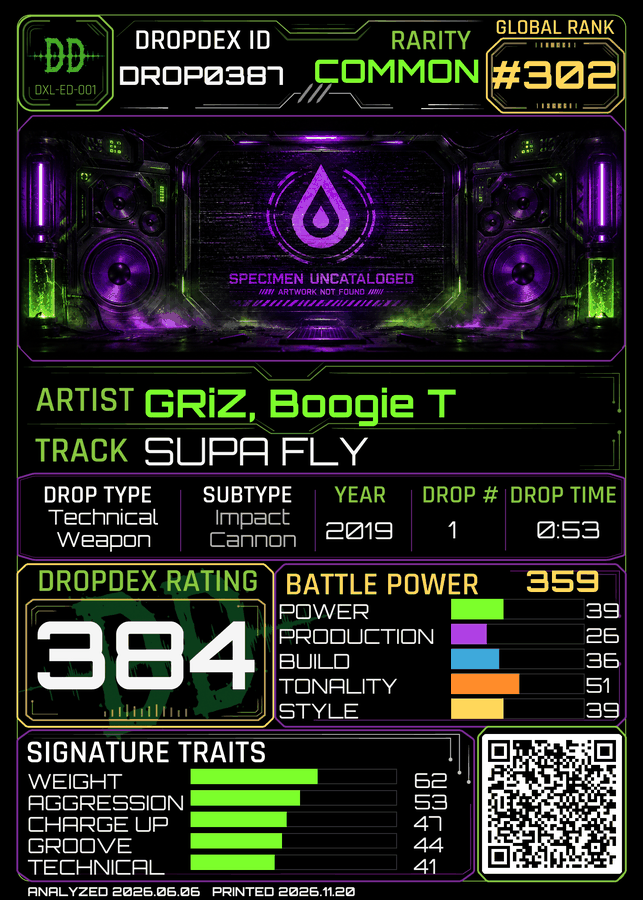 DD
DXL-ED-001
DROPDEX ID
DROP0387
RARITY
COMMON
GLOBAL RANK
#302
SPECIMEN UNCATALOGED
ARTWORK NOT FOUND
ARTIST GRiZ, Boogie T
TRACK SUPA FLY
DROP TYPE
Technical
Weapon
SUBTYPE
Impact
Cannon
YEAR
2019
DROP #
1
DROP TIME
0:53
DROPDEX RATING
384
BATTLE POWER 359
POWER 39
PRODUCTION 26
BUILD 36
TONALITY 51
STYLE 39
SIGNATURE TRAITS
WEIGHT 62
AGGRESSION 53
CHARGE UP 47
GROOVE 44
TECHNICAL 41
ANALYZED 2026.06.06 PRINTED 2026.11.20